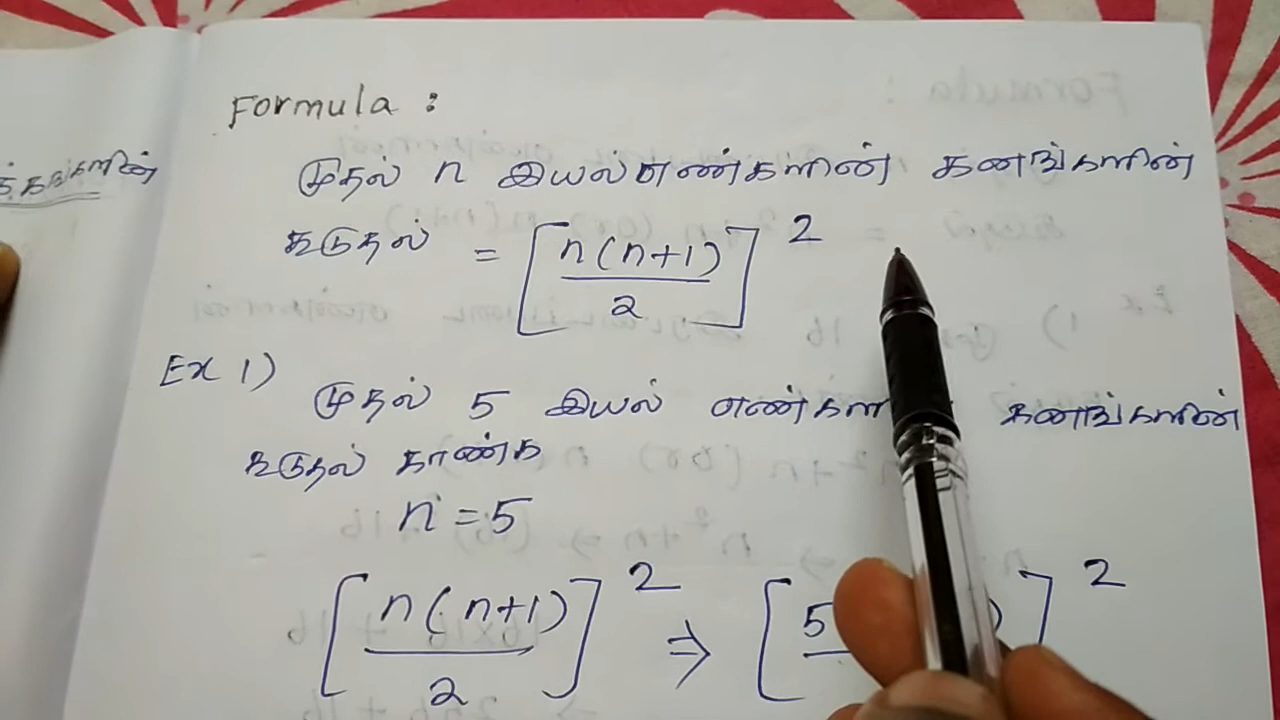 Formula :
முதல் n இயல்எண்களின் கனங்களின்
கூடுதல் = [n(n+1)/2]²
Ex 1)
முதல் 5 இயல் எண்கள கனங்களின்
கூடுதல் காண்க
n = 5
[n(n+1)/2]² ⇒ [5 )]²